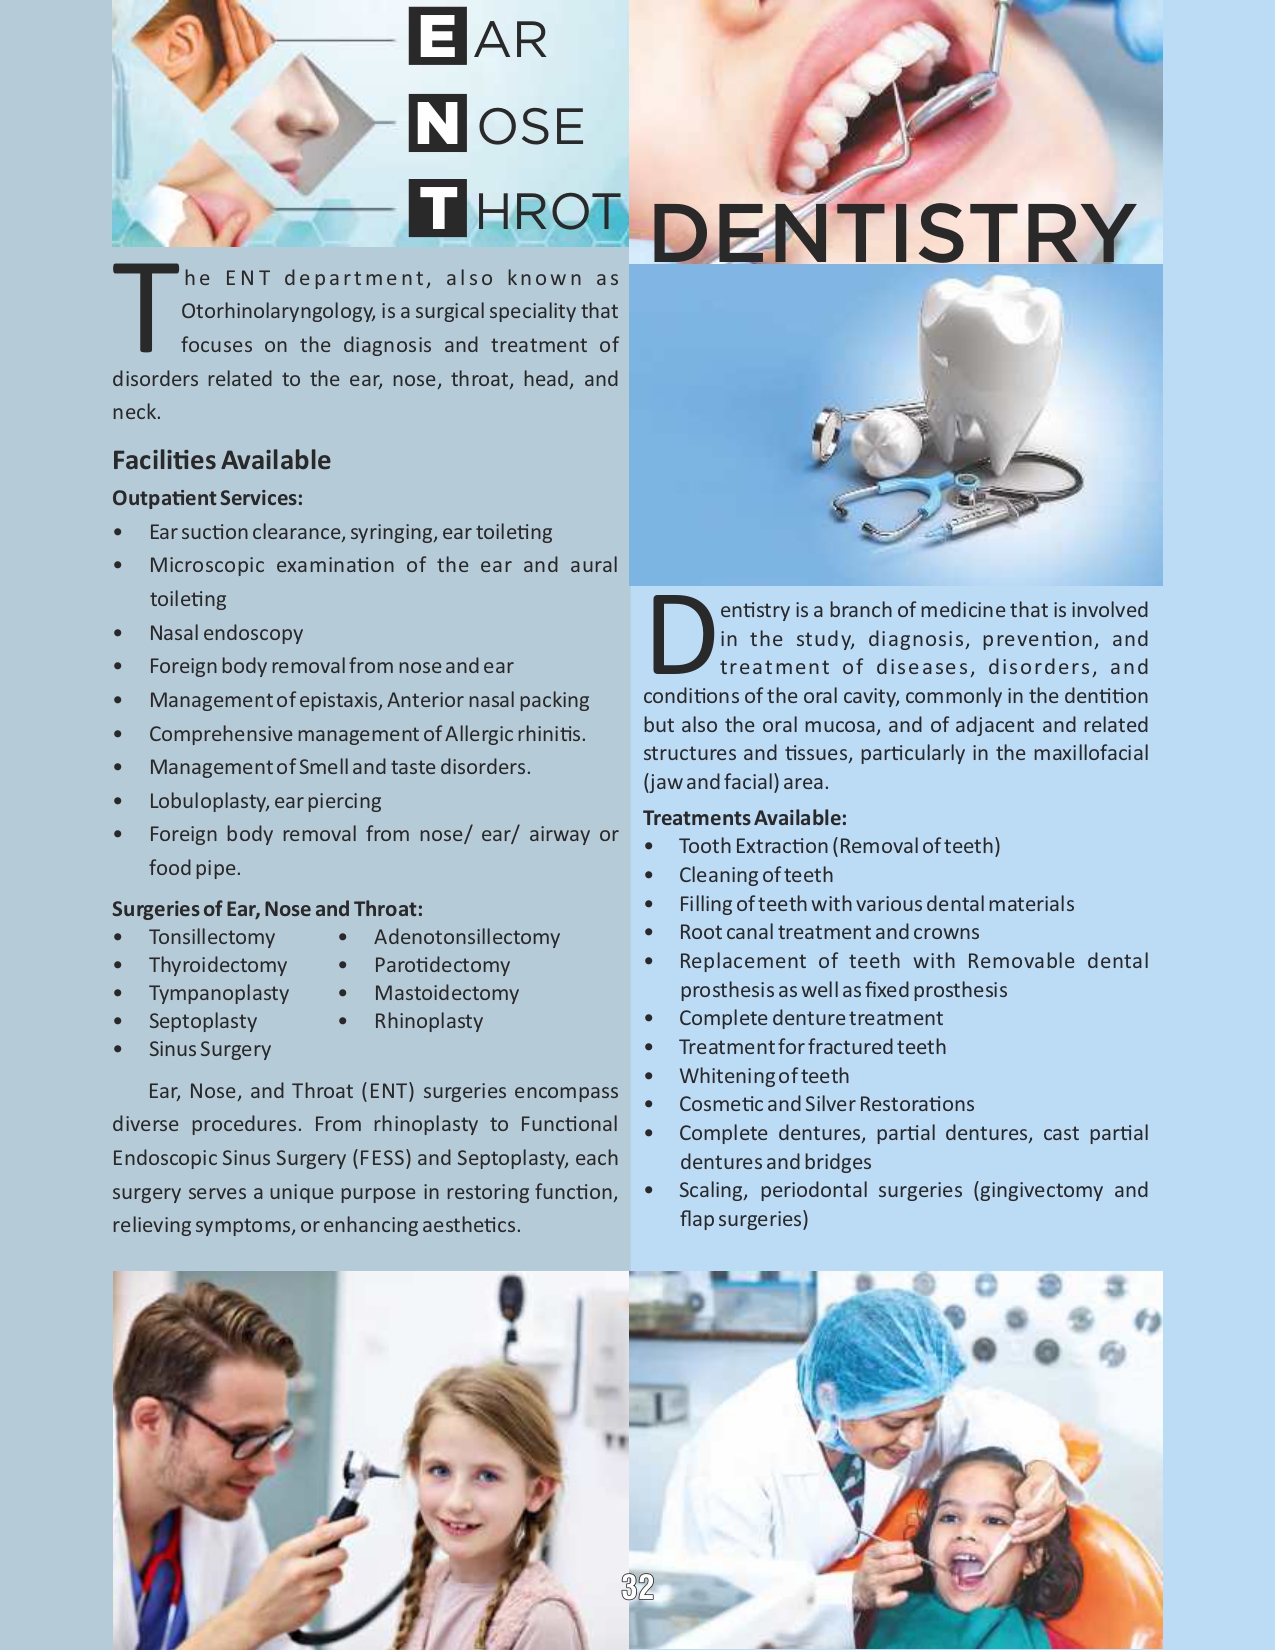 EAR
NOSE
THROT
The ENT department, also known as
Otorhinolaryngology, is a surgical speciality that
focuses on the diagnosis and treatment of
disorders related to the ear, nose, throat, head, and
neck.
Facilities Available
Outpatient Services:
• Ear suction clearance, syringing, ear toileting
• Microscopic examination of the ear and aural
toileting
• Nasal endoscopy
• Foreign body removal from nose and ear
• Management of epistaxis, Anterior nasal packing
• Comprehensive management of Allergic rhinitis.
• Management of Smell and taste disorders.
• Lobuloplasty, ear piercing
• Foreign body removal from nose/ ear/ airway or
food pipe.
Surgeries of Ear, Nose and Throat:
• Tonsillectomy • Adenotonsillectomy
• Thyroidectomy • Parotidectomy
• Tympanoplasty • Mastoidectomy
• Septoplasty • Rhinoplasty
• Sinus Surgery
Ear, Nose, and Throat (ENT) surgeries encompass
diverse procedures. From rhinoplasty to Functional
Endoscopic Sinus Surgery (FESS) and Septoplasty, each
surgery serves a unique purpose in restoring function,
relieving symptoms, or enhancing aesthetics.
DENTISTRY
Dentistry is a branch of medicine that is involved
in the study, diagnosis, prevention, and
treatment of diseases, disorders, and
conditions of the oral cavity, commonly in the dentition
but also the oral mucosa, and of adjacent and related
structures and tissues, particularly in the maxillofacial
(jaw and facial) area.
Treatments Available:
• Tooth Extraction (Removal of teeth)
• Cleaning of teeth
• Filling of teeth with various dental materials
• Root canal treatment and crowns
• Replacement of teeth with Removable dental
prosthesis as well as fixed prosthesis
• Complete denture treatment
• Treatment for fractured teeth
• Whitening of teeth
• Cosmetic and Silver Restorations
• Complete dentures, partial dentures, cast partial
dentures and bridges
• Scaling, periodontal surgeries (gingivectomy and
flap surgeries)
32